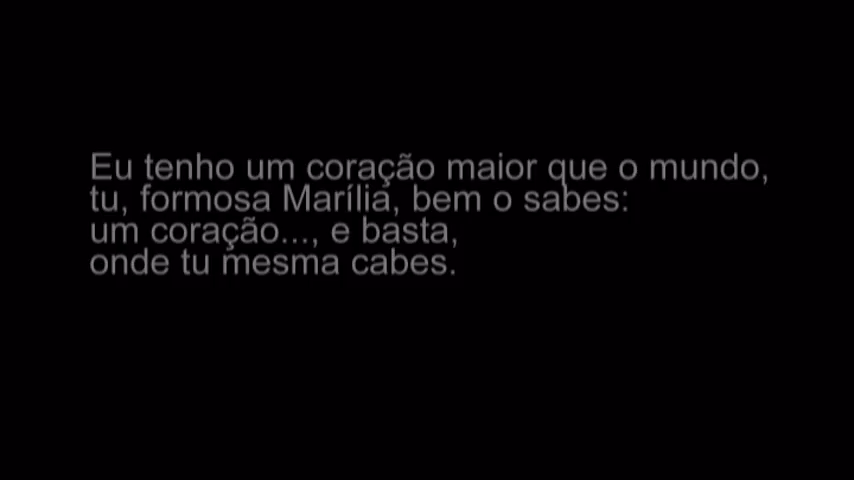 Eu tenho um coração maior que o mundo,
tu, formosa Marília, bem o sabes:
um coração..., e basta,
onde tu mesma cabes.